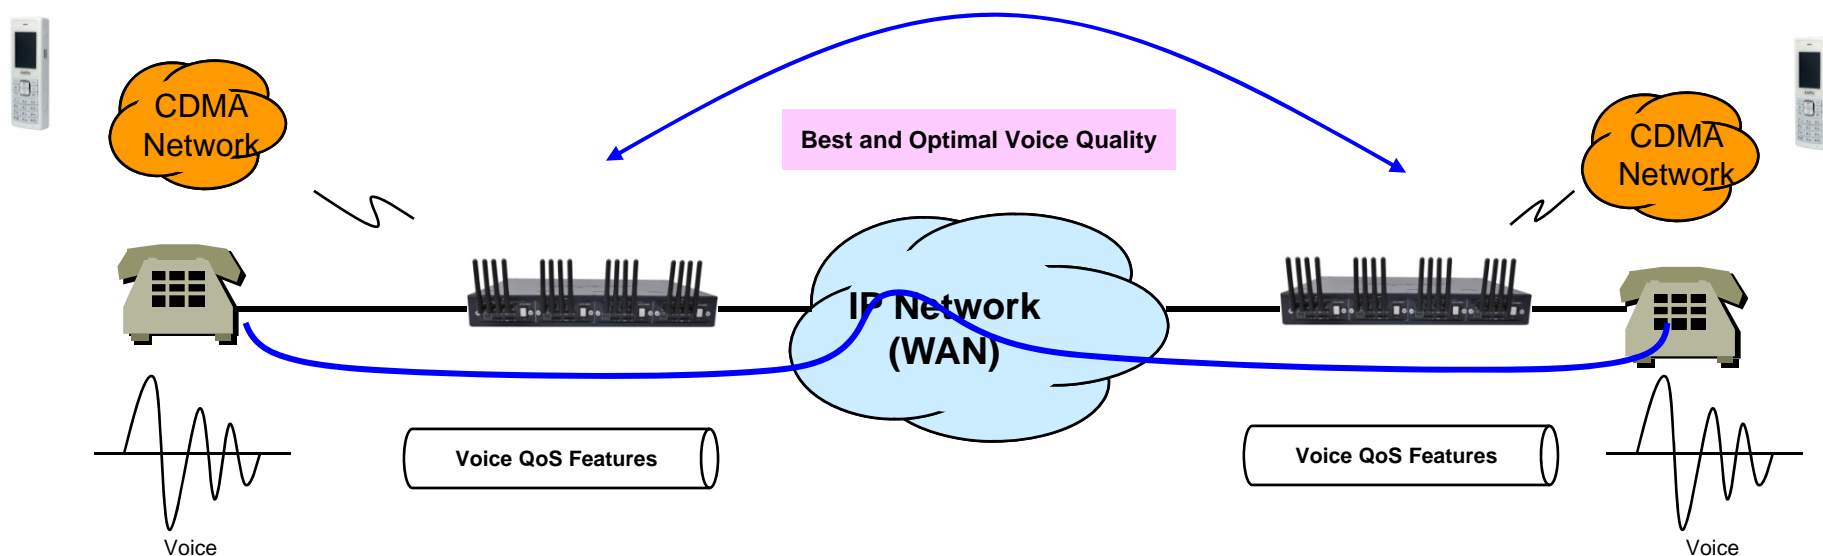 CDMA
Network
Best and Optimal Voice Quality
CDMA
Network
IP Network
(WAN)
Voice QoS Features
Voice QoS Features
Voice
Voice